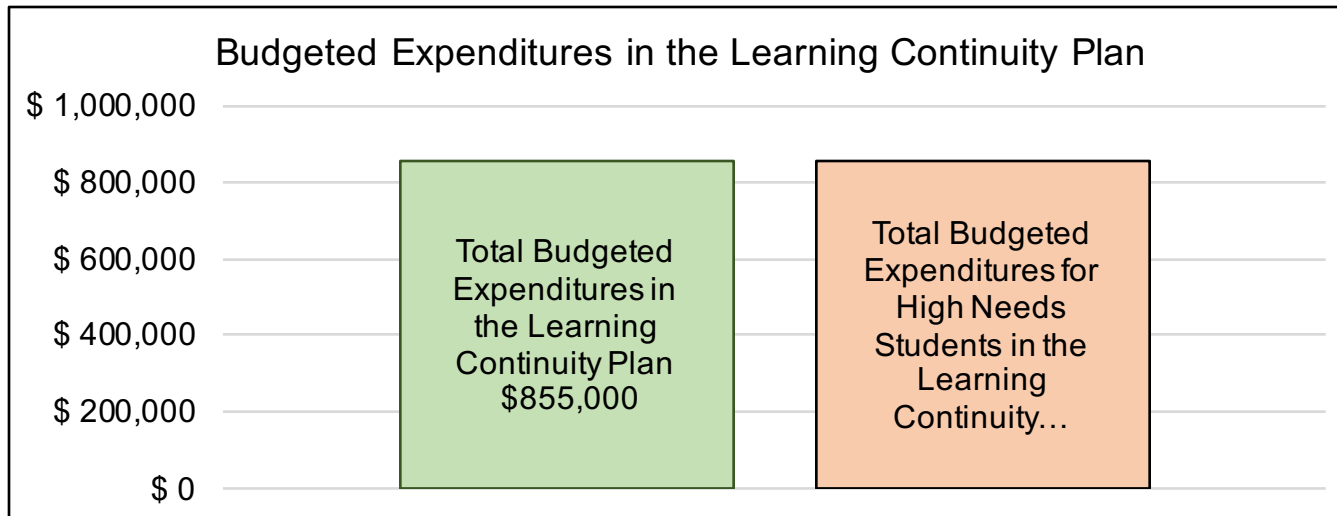 Budgeted Expenditures in the Learning Continuity Plan
$ 1,000,000
$ 800,000
$ 600,000
$ 400,000
$ 200,000
$ 0
Total Budgeted
Expenditures in
the Learning
Continuity Plan
$855,000
Total Budgeted
Expenditures for
High Needs
Students in the
Learning
Continuity…